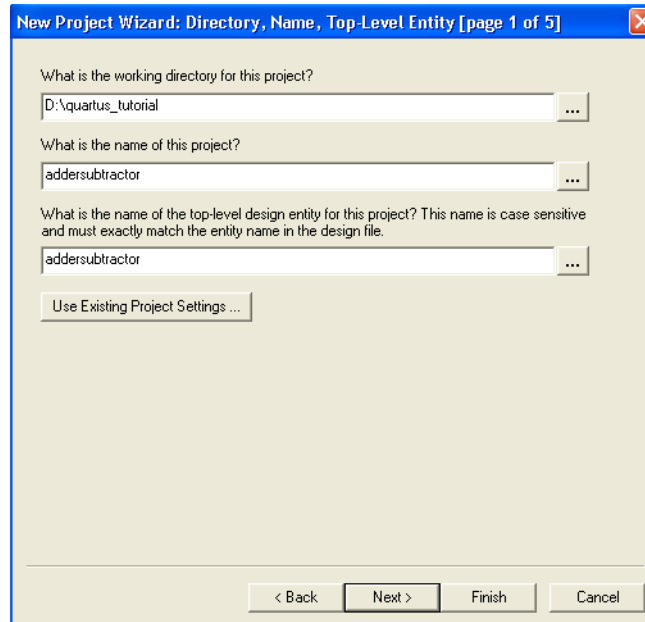 New Project Wizard: Directory, Name, Top-Level Entity [page 1 of 5]
What is the working directory for this project?
D:\quartus_tutorial
...
What is the name of this project?
addersubtractor
...
What is the name of the top-level design entity for this project? This name is case sensitive
and must exactly match the entity name in the design file.
addersubtractor
...
Use Existing Project Settings ...
< Back
Next >
Finish
Cancel